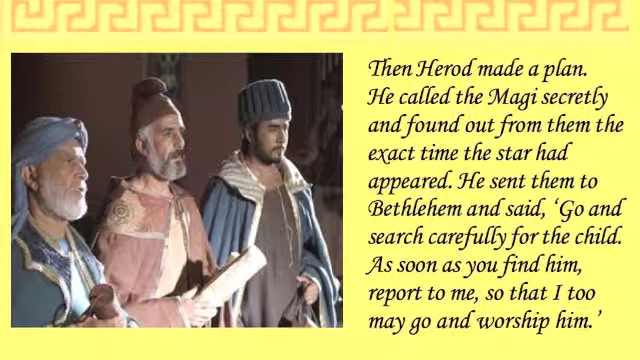 Then Herod made a plan.
He called the Magi secretly
and found out from them the
exact time the star had
appeared. He sent them to
Bethlehem and said, ‘Go and
search carefully for the child.
As soon as you find him,
report to me, so that I too
may go and worship him.’